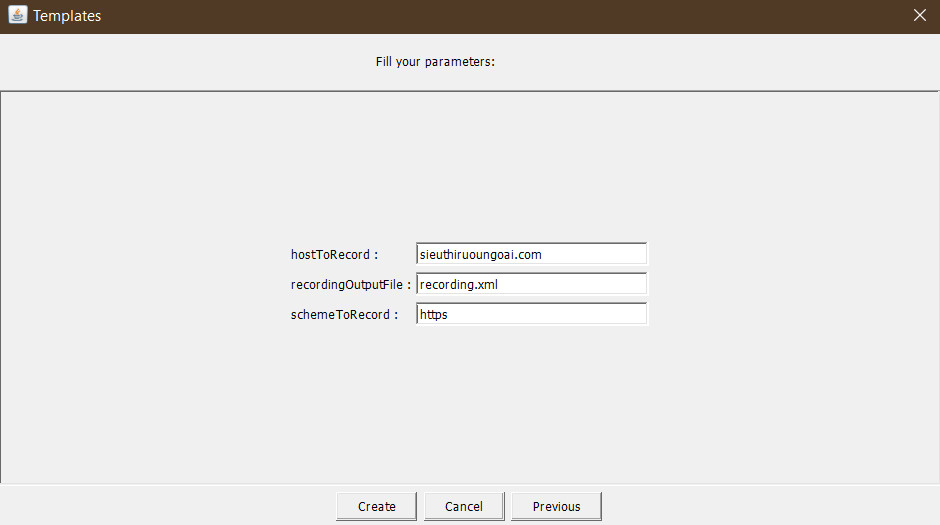 Templates
Fill your parameters:
hostToRecord : sieuthiruoungoai.com
recordingOutputFile : recording.xml
schemeToRecord : https
Create Cancel Previous